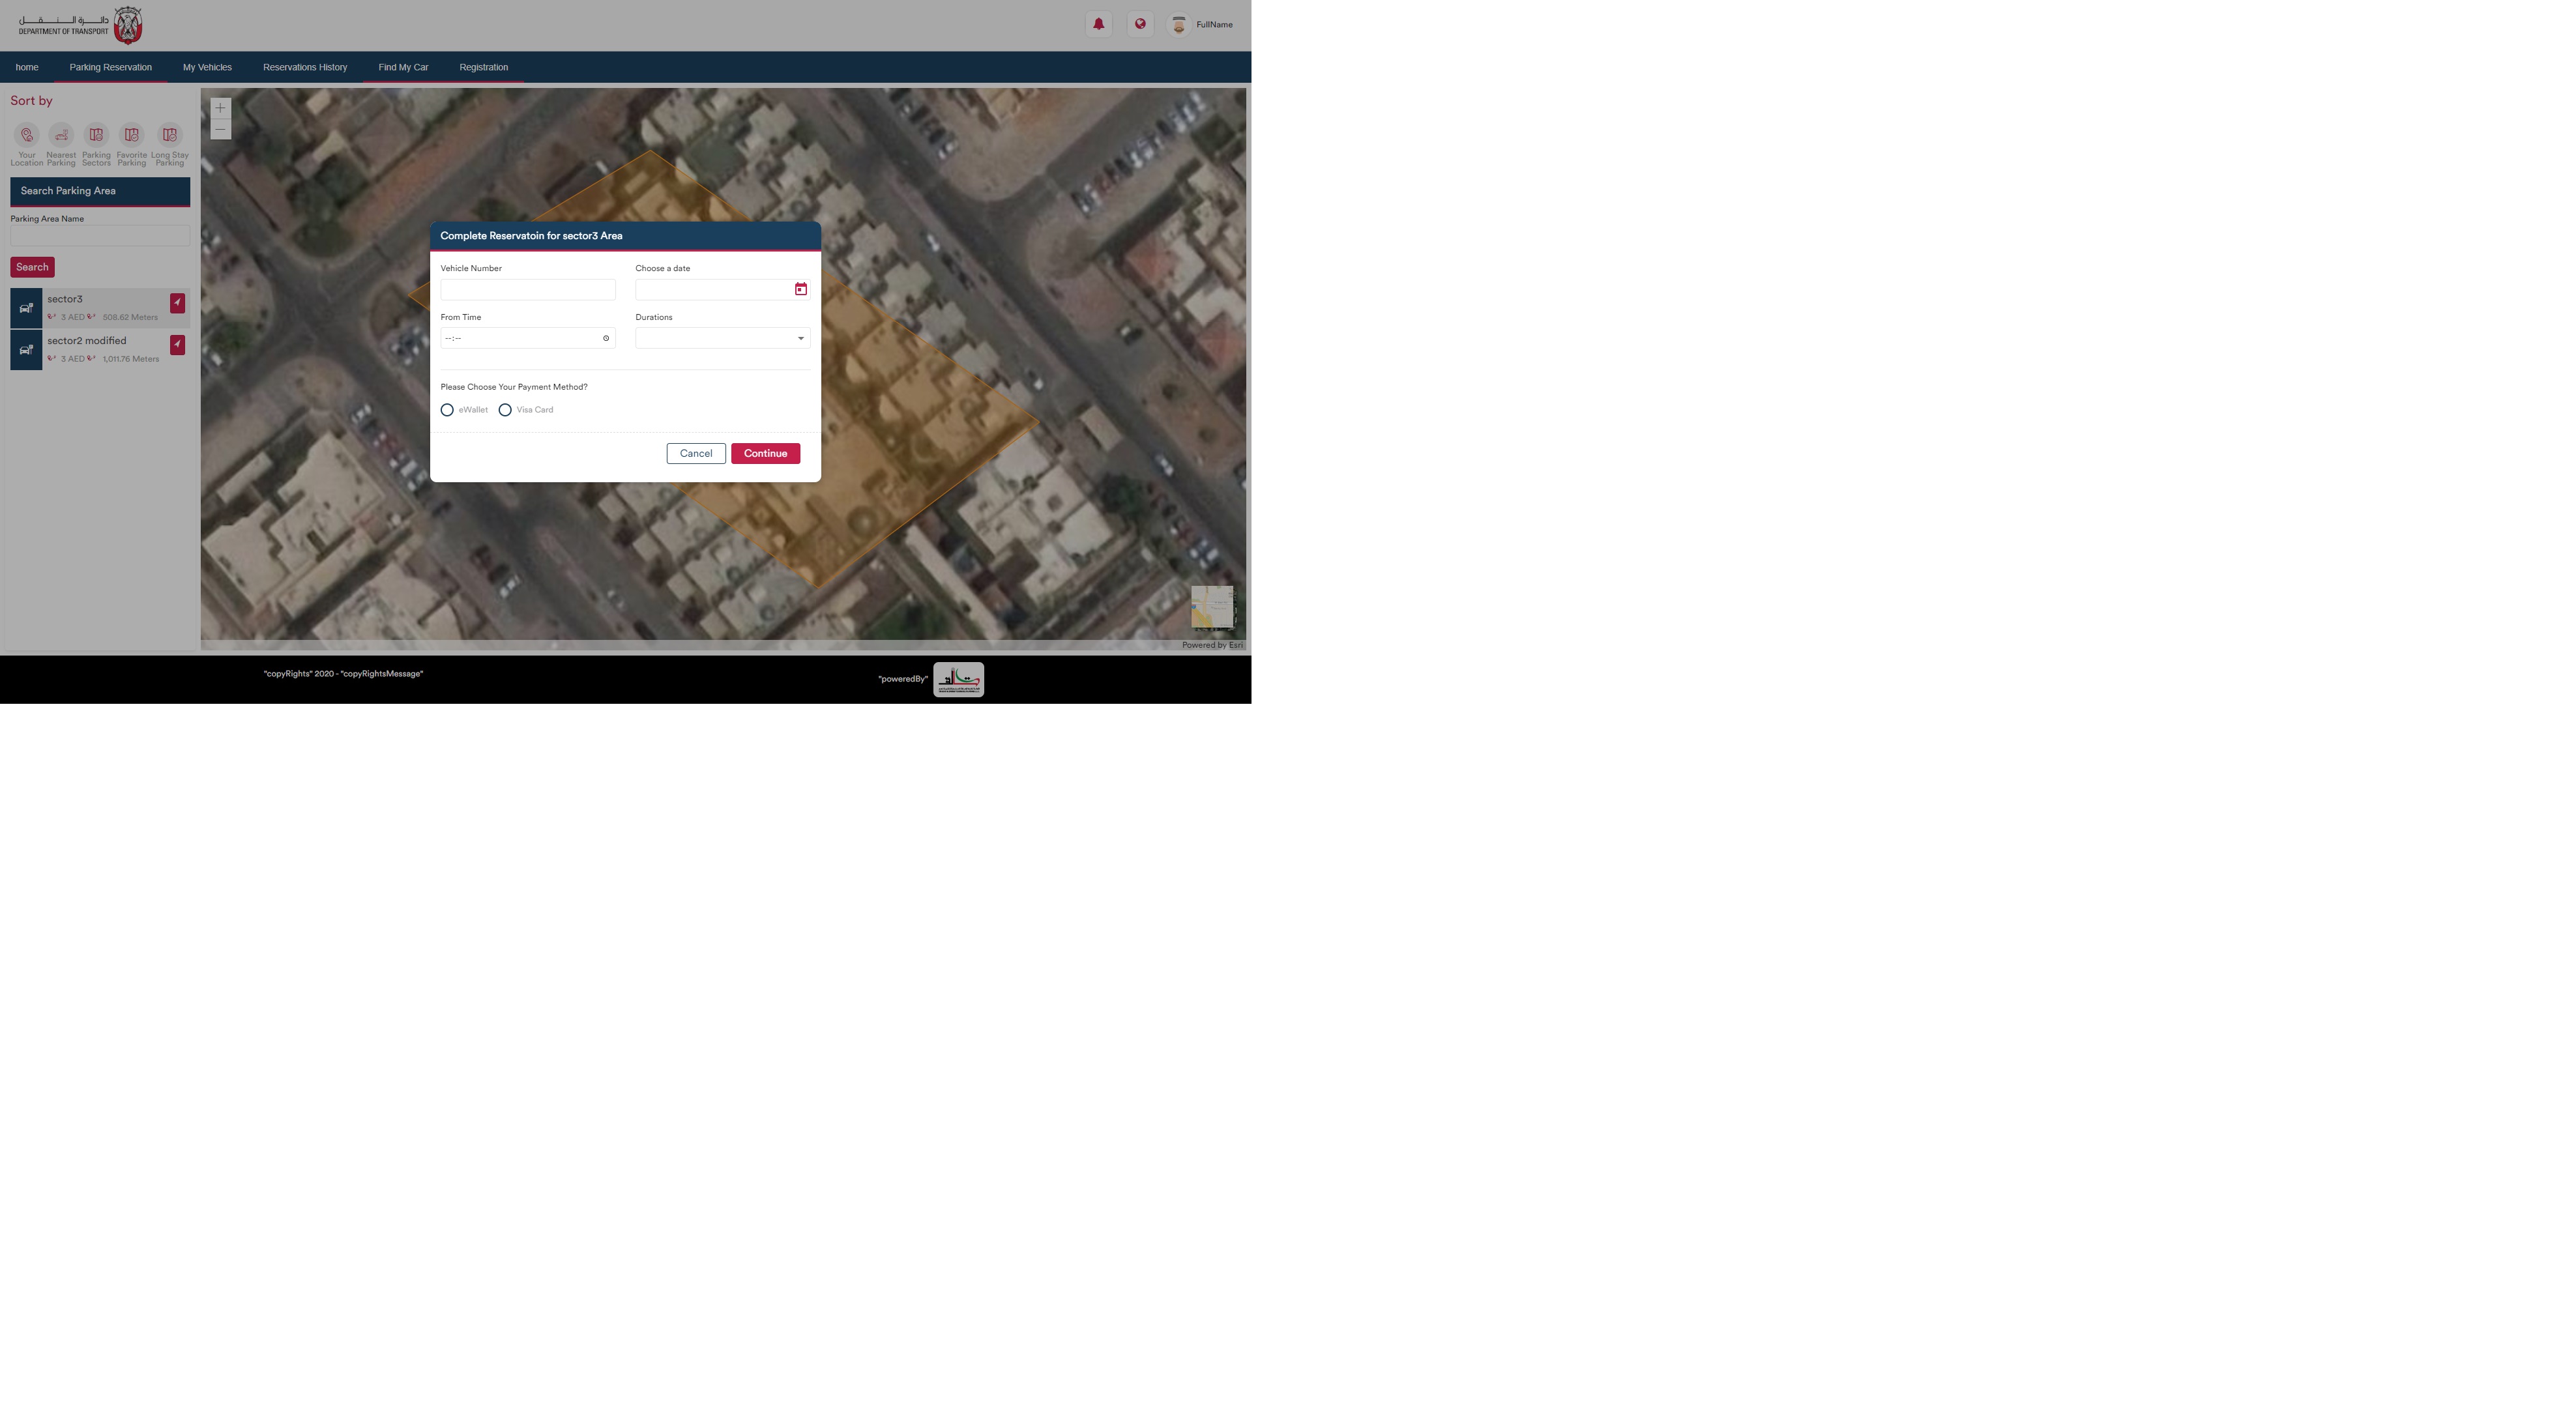 دائـــرة الـنـــقــــــل
DEPARTMENT OF TRANSPORT
FullName
home
Parking Reservation
My Vehicles
Reservations History
Find My Car
Registration
Sort by
Your Location
Nearest Parking
Parking Sectors
Favorite Parking
Long Stay Parking
Search Parking Area
Parking Area Name
Search
sector3
3 AED 508.62 Meters
sector2 modified
3 AED 1,011.76 Meters
Complete Reservatoin for sector3 Area
Vehicle Number
Choose a date
From Time
Durations
--:--
Please Choose Your Payment Method?
eWallet
Visa Card
Cancel
Continue
Powered by Esri
"copyRights" 2020 - "copyRightsMessage"
"poweredBy"